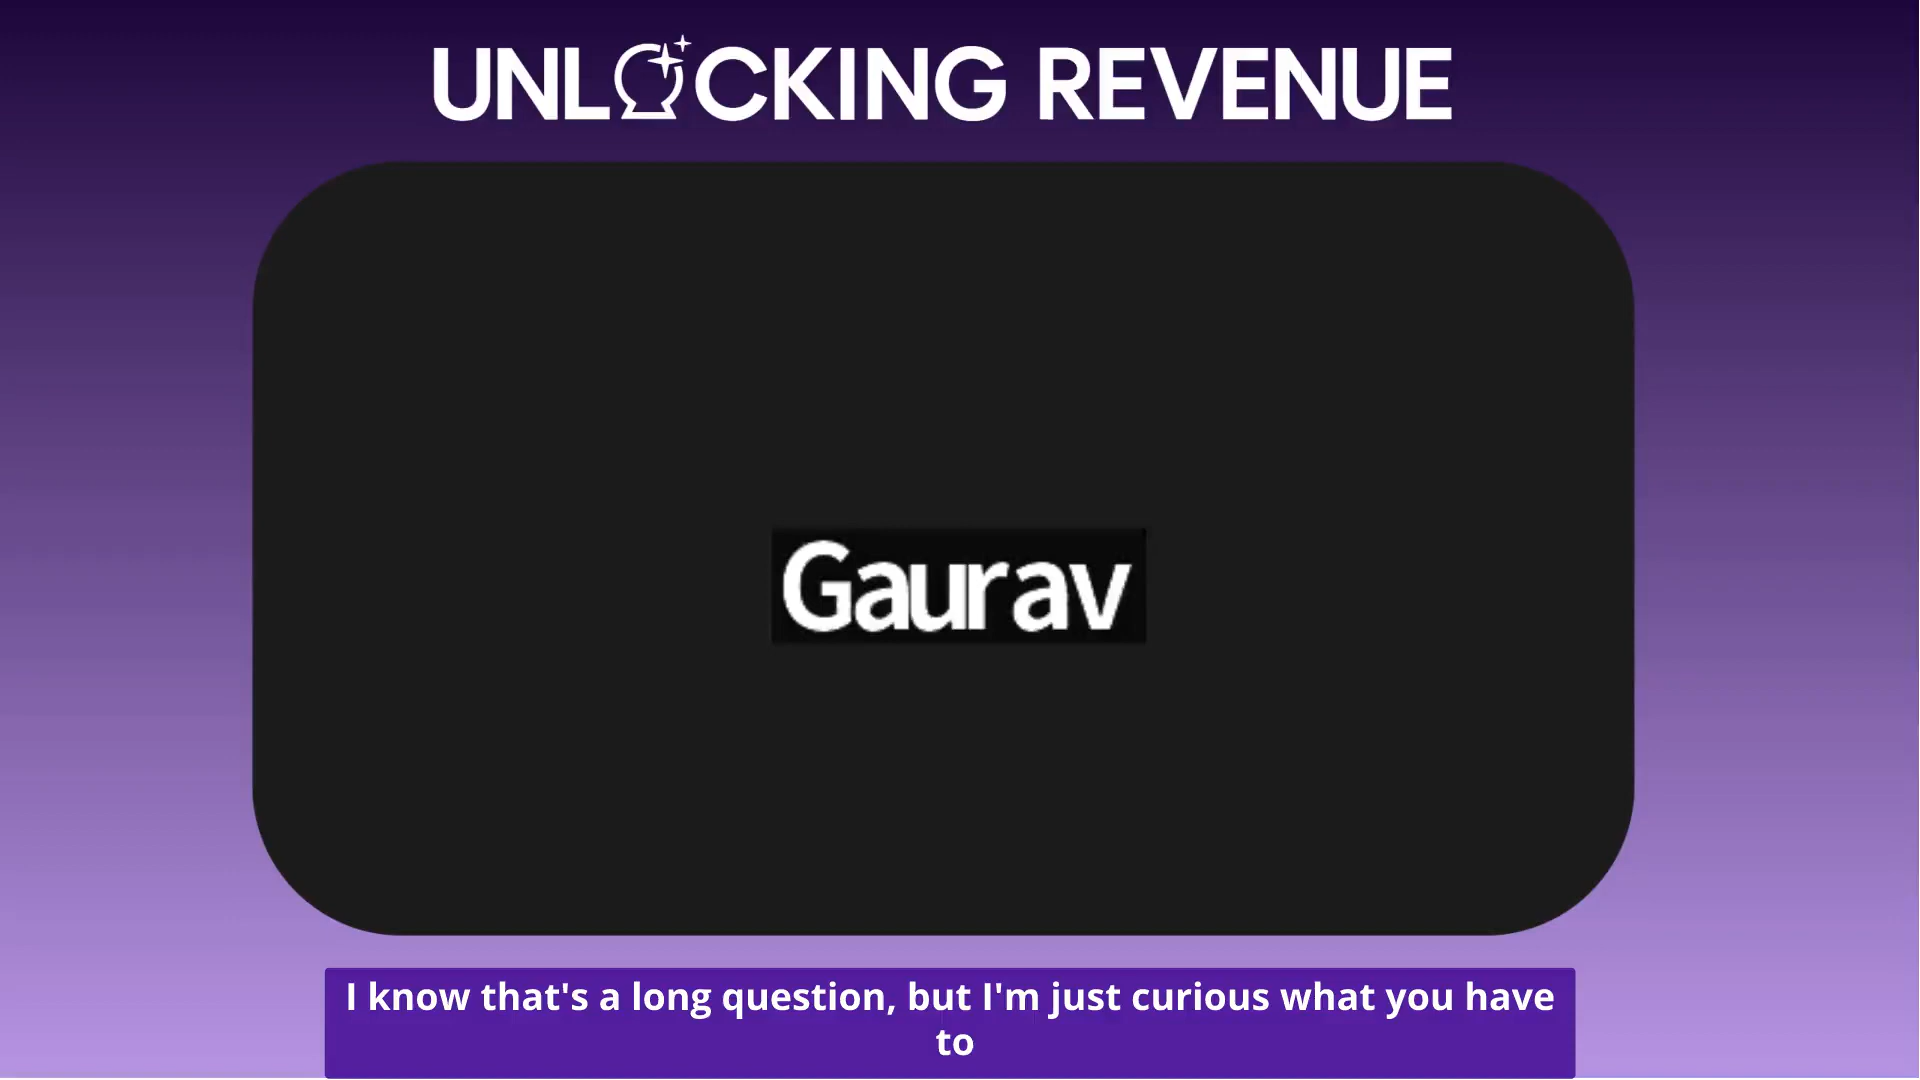 UNLOCKING REVENUE
Gaurav
I know that's a long question, but I'm just curious what you have
to